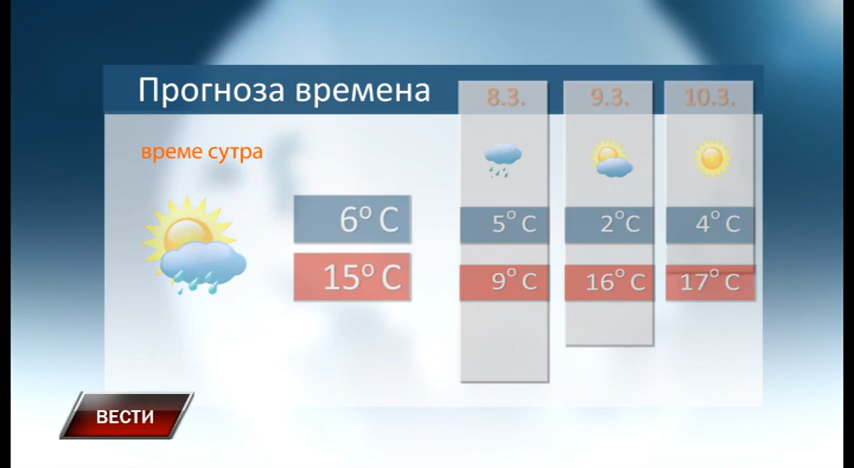 Прогноза времена
8.3.
9.3.
10.3.
време сутра
6° C
5° C
2°C
4° C
15° C
9° C
16° C
17° C
ВЕСТИ